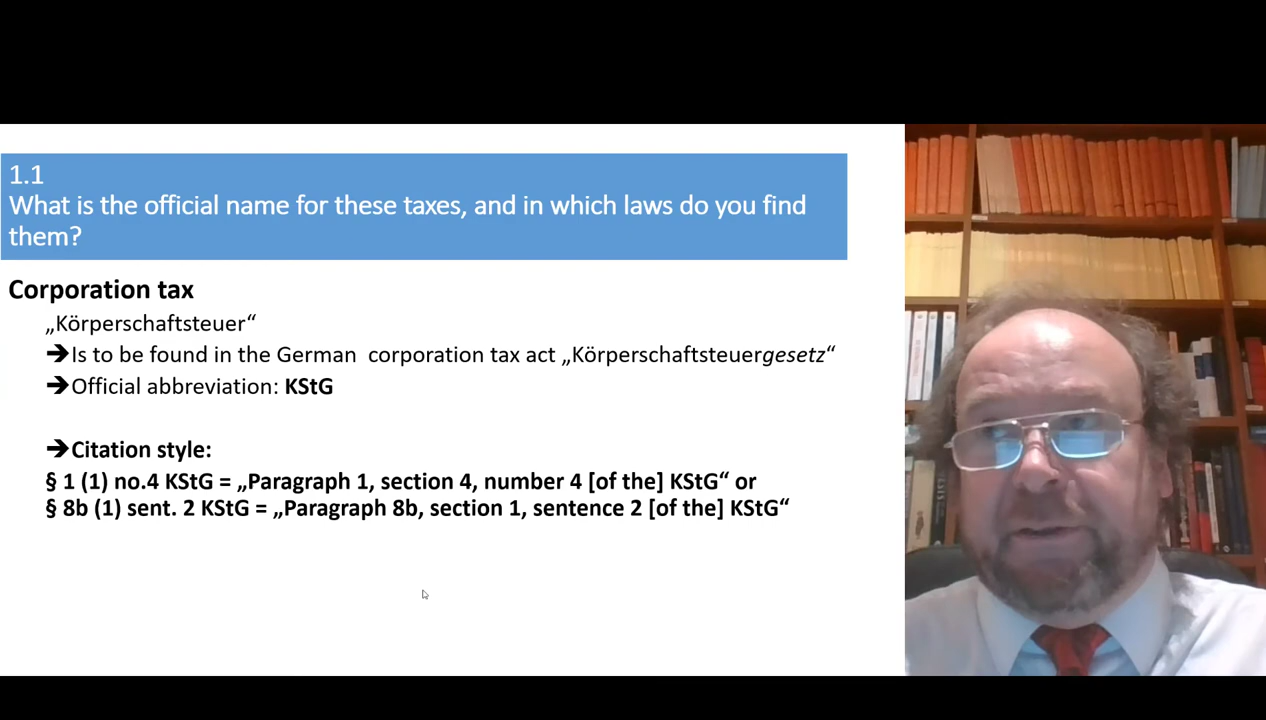 1.1
What is the official name for these taxes, and in which laws do you find
them?
Corporation tax
„Körperschaftsteuer“
→Is to be found in the German corporation tax act „Körperschaftsteuergesetz“
→Official abbreviation: KStG
→Citation style:
§ 1 (1) no.4 KStG = „Paragraph 1, section 4, number 4 [of the] KStG“ or
§ 8b (1) sent. 2 KStG = „Paragraph 8b, section 1, sentence 2 [of the] KStG“